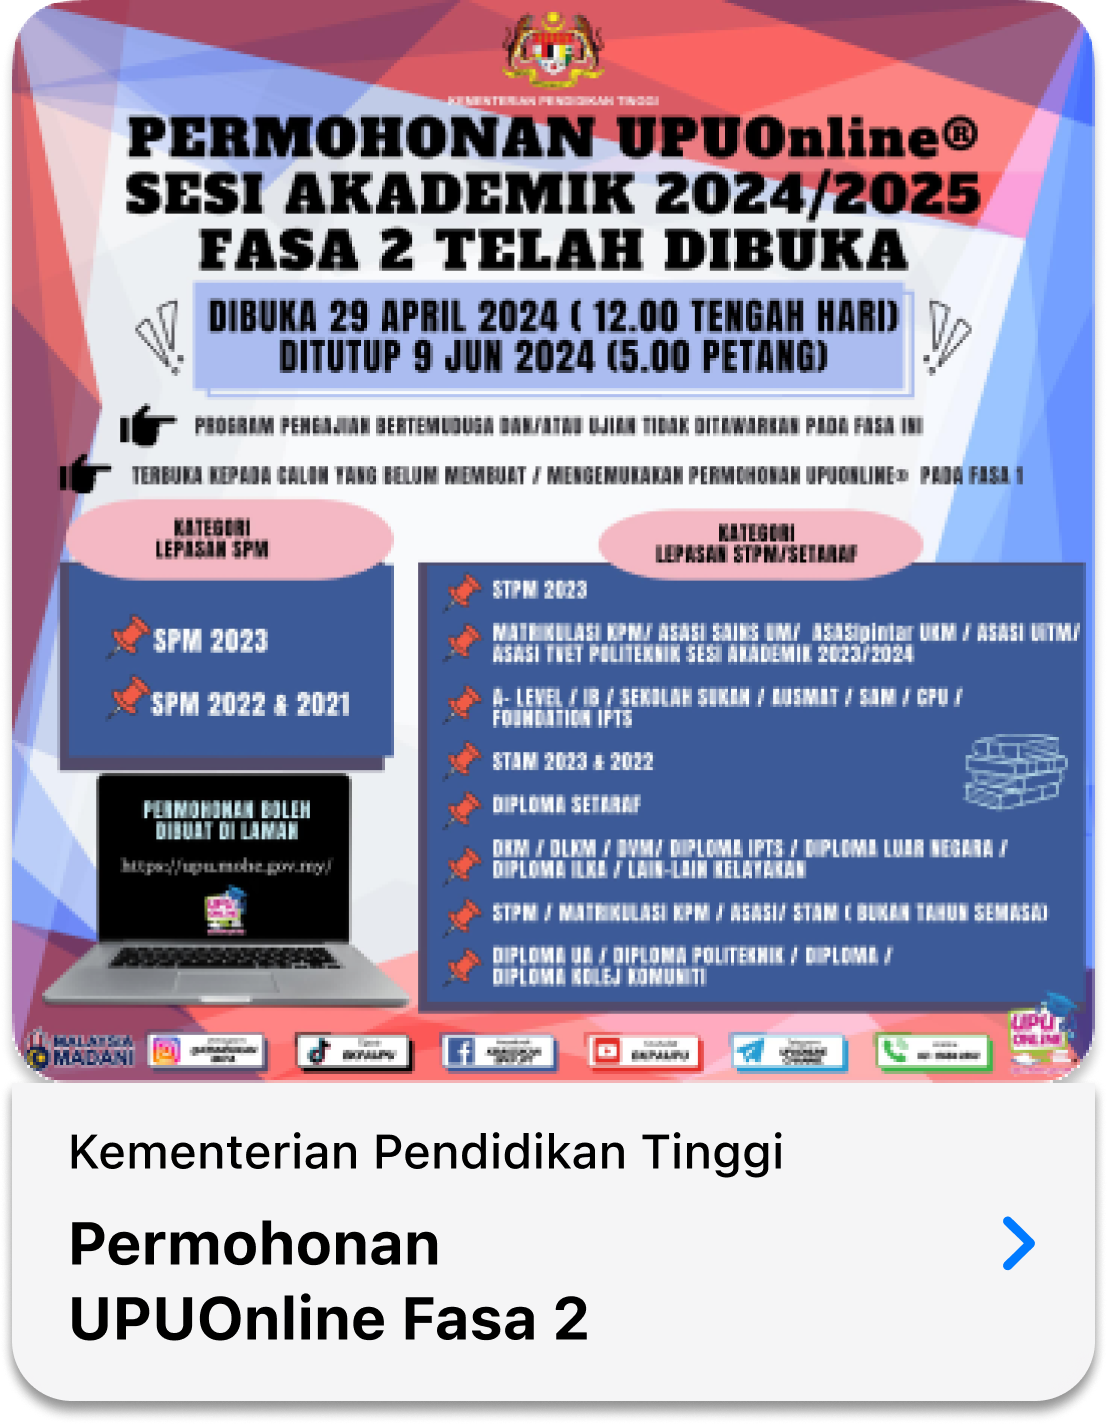 KEMENTERIAN PENDIDIKAN TINGGI
PERMOHONAN UPUOnline®
SESI AKADEMIK 2024/2025
FASA 2 TELAH DIBUKA
DIBUKA 29 APRIL 2024 ( 12.00 TENGAH HARI)
DITUTUP 9 JUN 2024 (5.00 PETANG)
PROGRAM PENGAJIAN BERTEMUDUGA DAN/ATAU UJIAN TIDAK DITAWARKAN PADA FASA INI
TERBUKA KEPADA CALON YANG BELUM MEMBUAT / MENGEMUKAKAN PERMOHONAN UPUONLINE® PADA FASA 1
KATEGORI
LEPASAN SPM
SPM 2023
SPM 2022 & 2021
KATEGORI
LEPASAN STPM/SETARAF
STPM 2023
MATRIKULASI KPM/ ASASI SAINS UM/ ASASIpintar UKM / ASASI UiTM/
ASASI TVET POLITEKNIK SESI AKADEMIK 2023/2024
A- LEVEL / IB / SEKOLAH SUKAN / AUSMAT / SAM / CPU /
FOUNDATION IPTS
STAM 2023 & 2022
DIPLOMA SETARAF
DKM / DLKM / DVM/ DIPLOMA IPTS / DIPLOMA LUAR NEGARA /
DIPLOMA ILKA / LAIN-LAIN KELAYAKAN
STPM / MATRIKULASI KPM / ASASI/ STAM ( BUKAN TAHUN SEMASA)
DIPLOMA UA / DIPLOMA POLITEKNIK / DIPLOMA /
DIPLOMA KOLEJ KOMUNITI
PERMOHONAN BOLEH
DIBUAT DI LAMAN
https://upu.mohe.gov.my/
UPU
ONLINE
MALAYSIA
MADANI
UPU
ONLINE
Kementerian Pendidikan Tinggi
Permohonan
UPUOnline Fasa 2